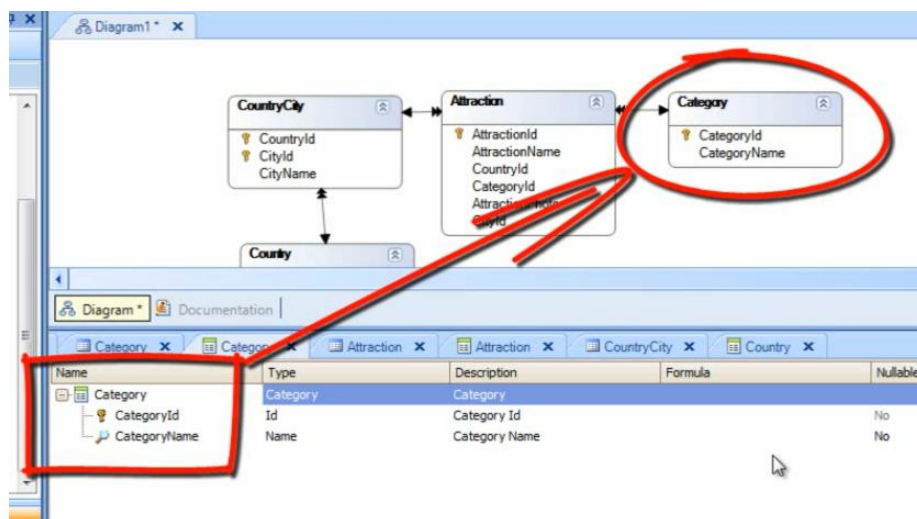 Diagram1 *
CountryCity
CountryId
CityId
CityName
Attraction
AttractionId
AttractionName
CountryId
CategoryId
CityId
Category
CategoryId
CategoryName
Country
Diagram *
Documentation
Category
Attraction
Attraction
CountryCity
Country
Name
Type
Description
Formula
Nullable
Category
Category
Category
CategoryId
Id
Category Id
No
CategoryName
Name
Category Name
No